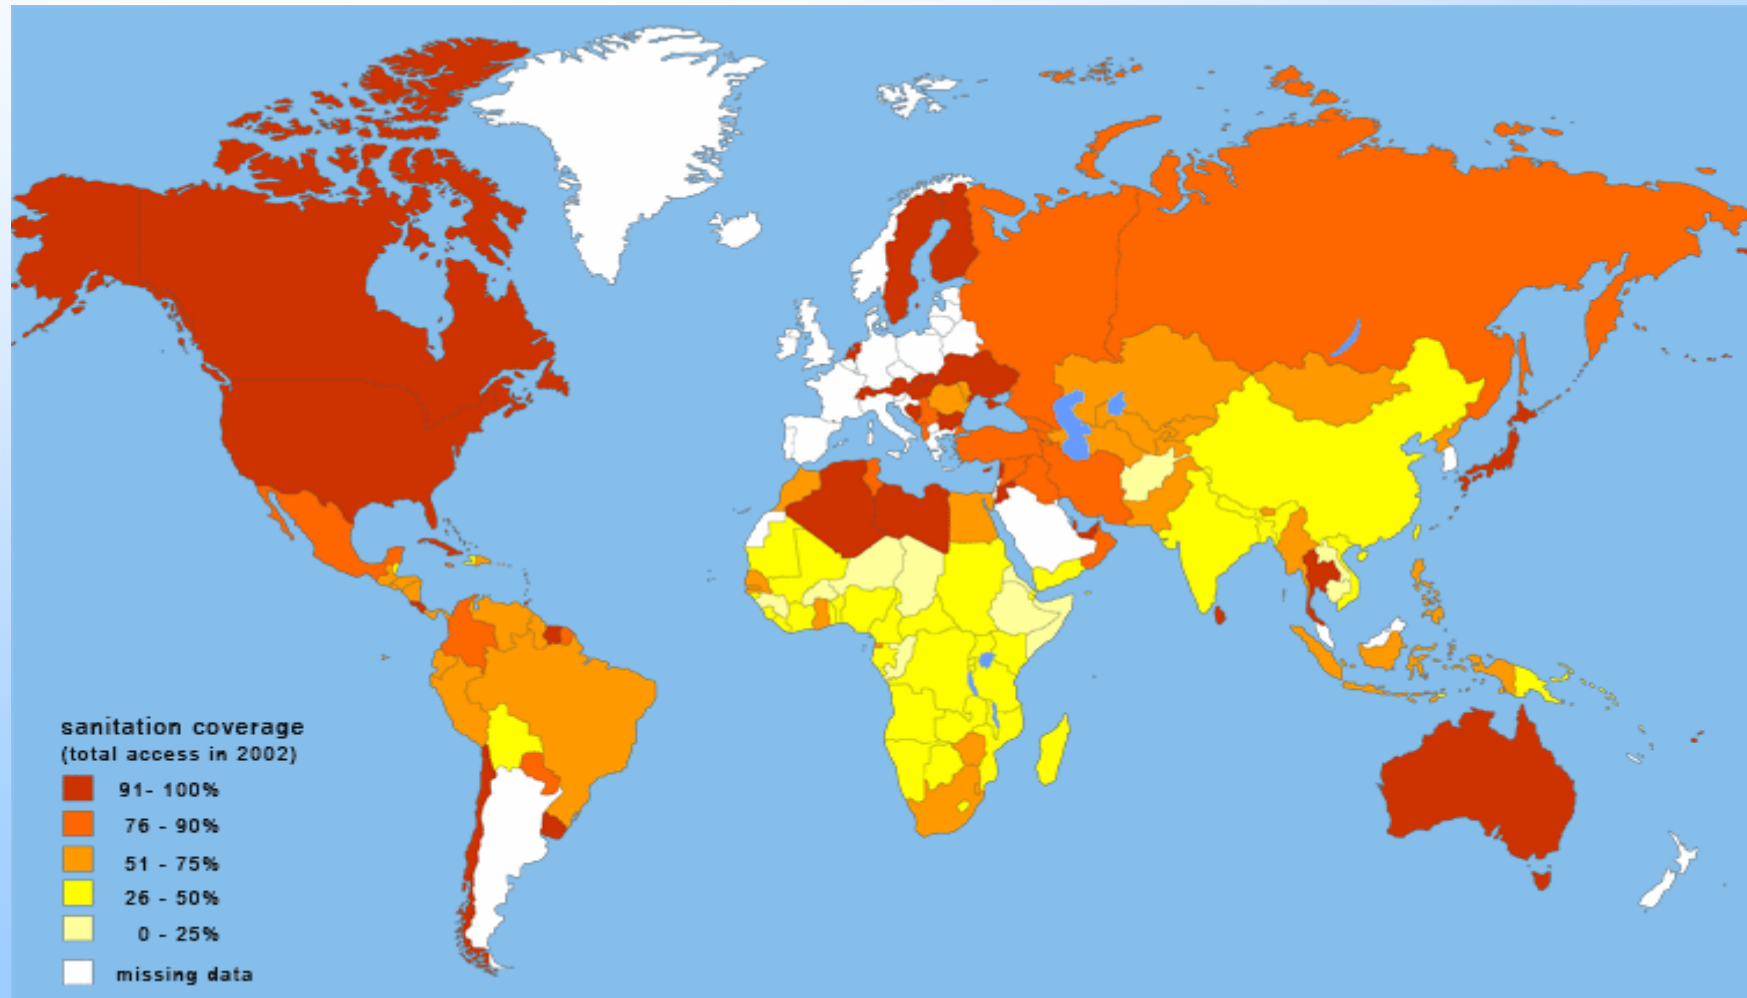 sanitation coverage
(total access in 2002)
91- 100%
76 - 90%
51 - 75%
26 - 50%
0 - 25%
missing data